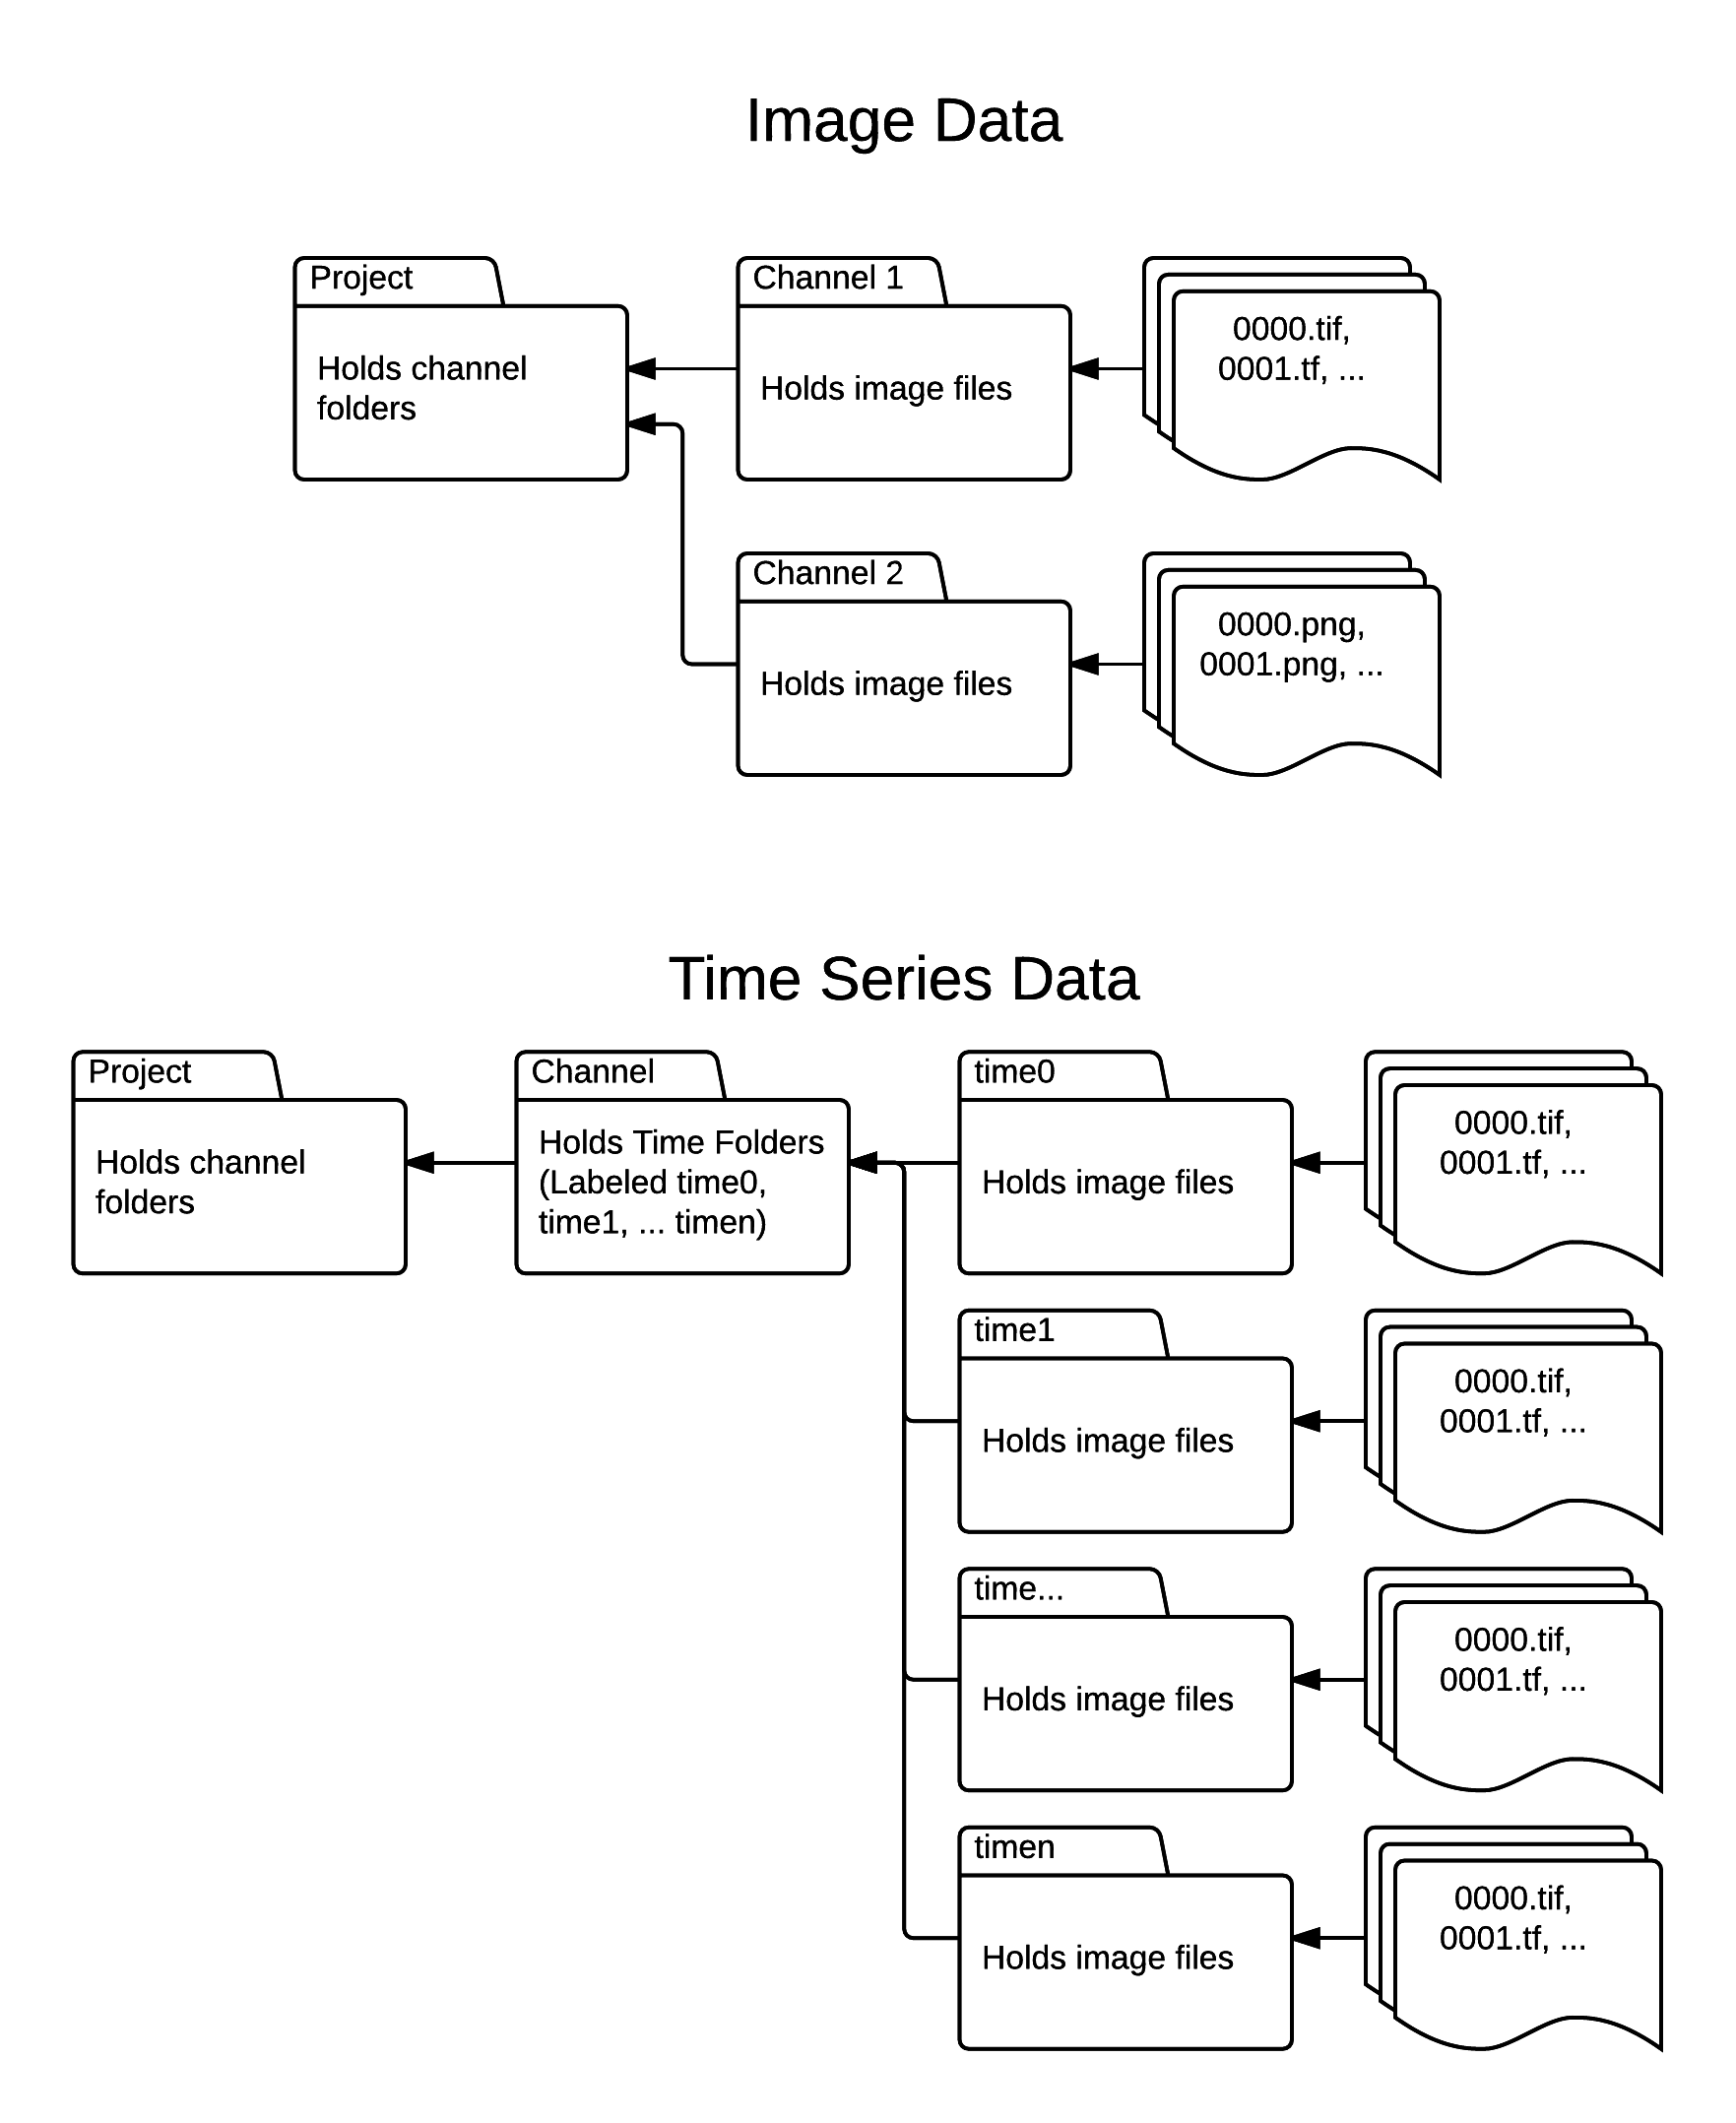 Image Data
Project
Holds channel
folders
Channel 1
Holds image files
0000.tif,
0001.tf, ...
Channel 2
Holds image files
0000.png,
0001.png, ...
Time Series Data
Project
Holds channel
folders
Channel
Holds Time Folders
(Labeled time0,
time1, ... timen)
time0
Holds image files
0000.tif,
0001.tf, ...
time1
Holds image files
0000.tif,
0001.tf, ...
time...
Holds image files
0000.tif,
0001.tf, ...
timen
Holds image files
0000.tif,
0001.tf, ...